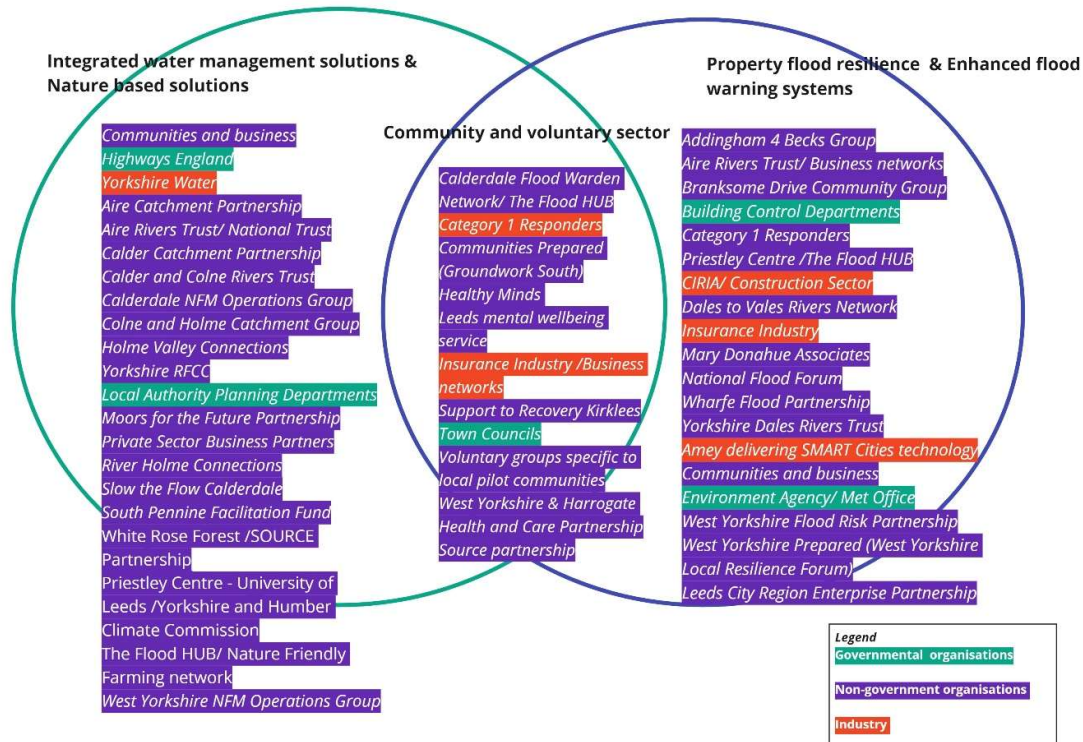 Integrated water management solutions &
Nature based solutions
Communities and business
Highways England
Yorkshire Water
Aire Catchment Partnership
Aire Rivers Trust/ National Trust
Calder Catchment Partnership
Calder and Colne Rivers Trust
Calderdale NFM Operations Group
Colne and Holme Catchment Group
Holme Valley Connections
Yorkshire RFCC
Local Authority Planning Departments
Moors for the Future Partnership
Private Sector Business Partners
River Holme Connections
Slow the Flow Calderdale
South Pennine Facilitation Fund
White Rose Forest /SOURCE
Partnership
Priestley Centre - University of
Leeds /Yorkshire and Humber
Climate Commission
The Flood HUB/ Nature Friendly
Farming network
West Yorkshire NFM Operations Group
Community and voluntary sector
Calderdale Flood Warden
Network/ The Flood HUB
Category 1 Responders
Communities Prepared
(Groundwork South)
Healthy Minds
Leeds mental wellbeing
service
Insurance Industry /Business
networks
Support to Recovery Kirklees
Town Councils
Voluntary groups specific to
local pilot communities
West Yorkshire & Harrogate
Health and Care Partnership
Source partnership
Property flood resilience & Enhanced flood
warning systems
Addingham 4 Becks Group
Aire Rivers Trust/ Business networks
Branksome Drive Community Group
Building Control Departments
Category 1 Responders
Priestley Centre /The Flood HUB
CIRIA/ Construction Sector
Dales to Vales Rivers Network
Insurance Industry
Mary Donahue Associates
National Flood Forum
Wharfe Flood Partnership
Yorkshire Dales Rivers Trust
Amey delivering SMART Cities technology
Communities and business
Environment Agency/ Met Office
West Yorkshire Flood Risk Partnership
West Yorkshire Prepared (West Yorkshire
Local Resilience Forum)
Leeds City Region Enterprise Partnership
Legend
Governmental organisations
Non-government organisations
Industry